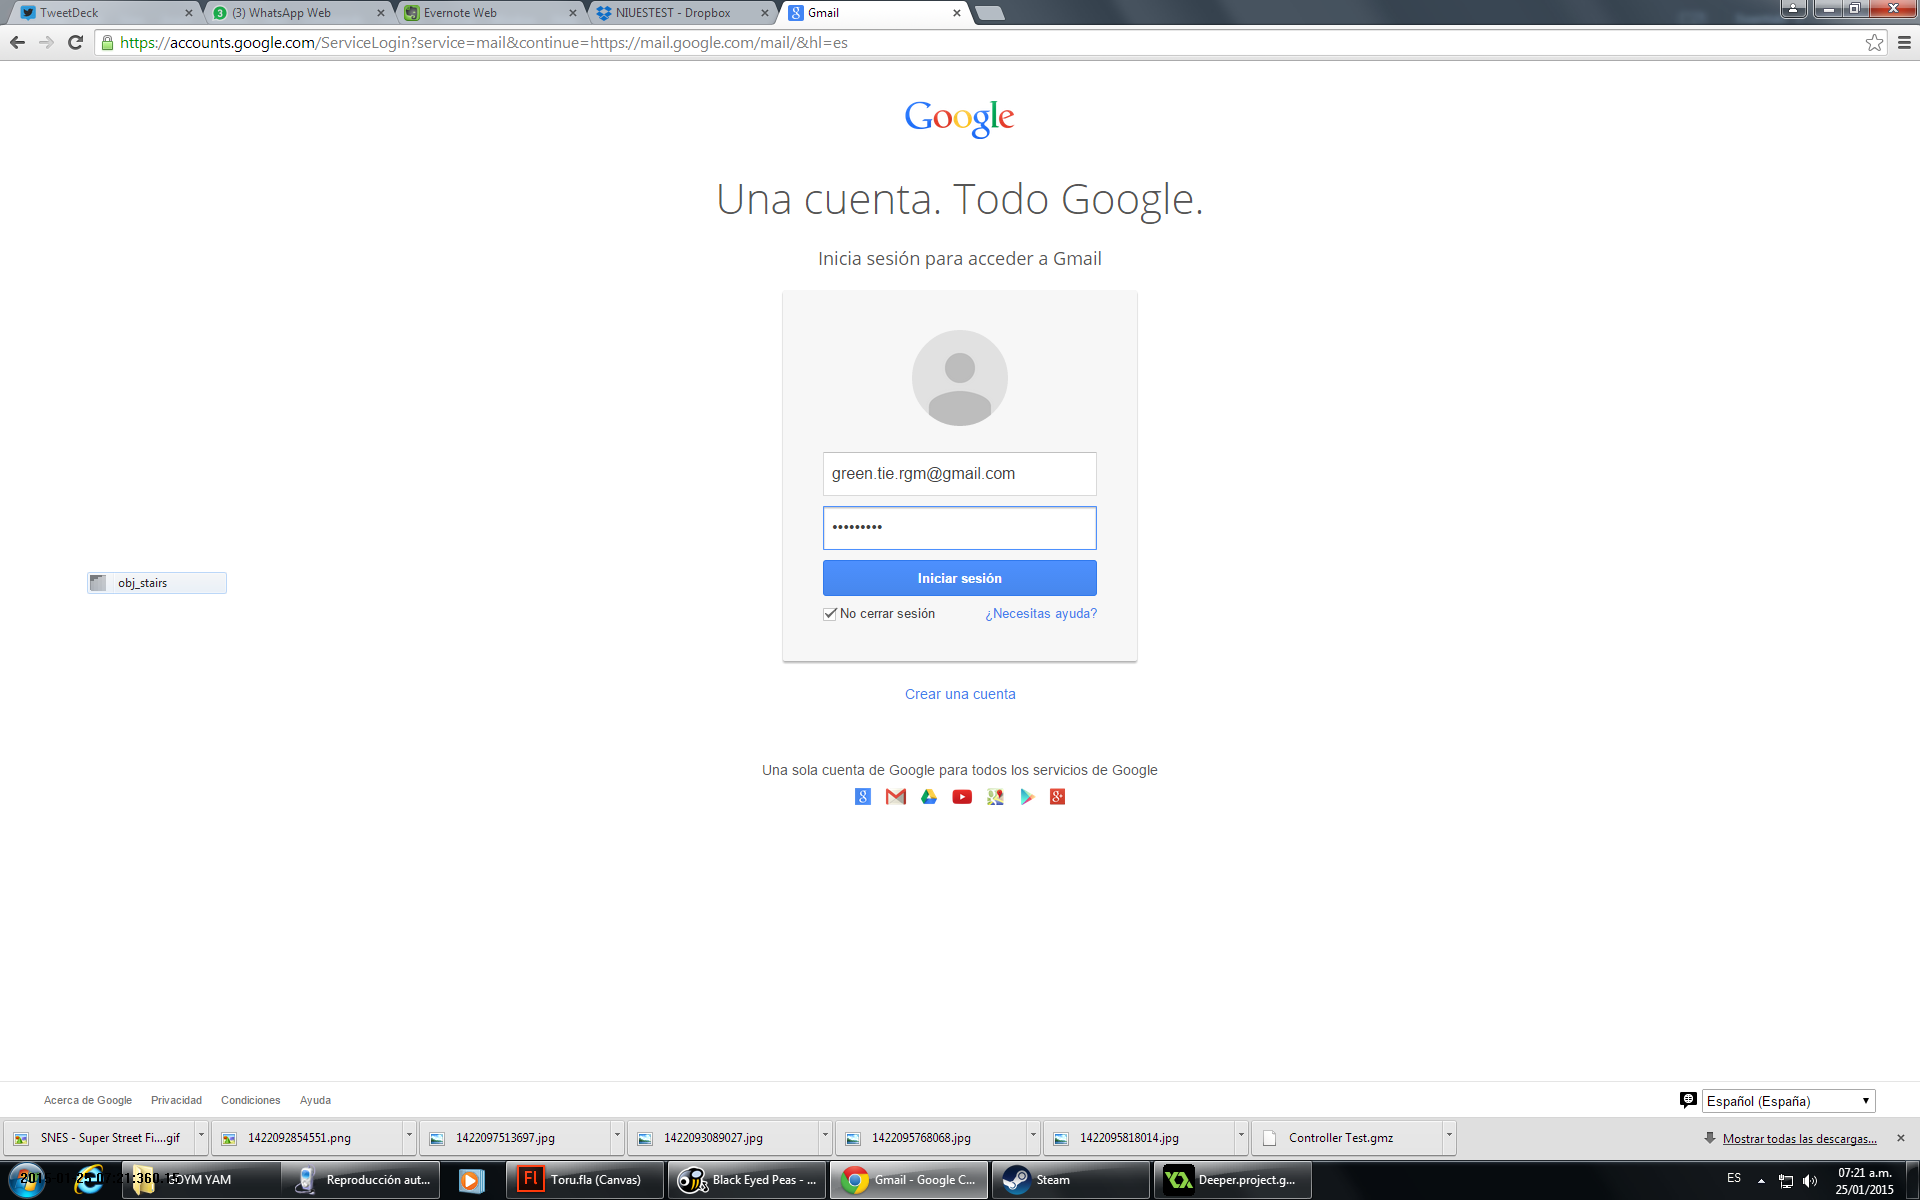 TweetDeck
(3) WhatsApp Web
Evernote Web
NIUESTEST - Dropbox
Gmail
https://accounts.google.com/ServiceLogin?service=mail&continue=https://mail.google.com/mail/&hl=es
Google
Una cuenta. Todo Google.
Inicia sesión para acceder a Gmail
green.tie.rgm@gmail.com
•••••••••
Iniciar sesión
No cerrar sesión
¿Necesitas ayuda?
obj_stairs
Crear una cuenta
Una sola cuenta de Google para todos los servicios de Google
Acerca de Google
Privacidad
Condiciones
Ayuda
Español (España)
SNES - Super Street Fi....gif
1422092854551.png
1422097513697.jpg
1422093089027.jpg
1422095768068.jpg
1422095818014.jpg
Controller Test.gmz
Mostrar todas las descargas...
YM YAM
Reproducción aut...
Fl
Toru.fla (Canvas)
Black Eyed Peas - ...
Gmail - Google C...
Steam
Deeper.project.g...
ES
07:21 a.m.
25/01/2015